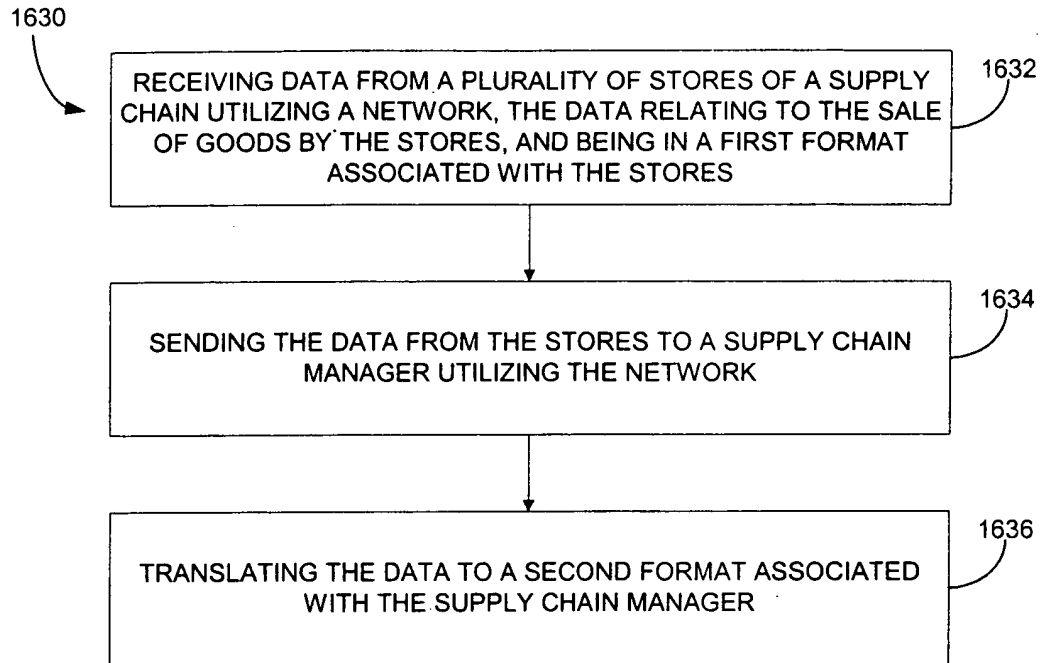 1630
RECEIVING DATA FROM A PLURALITY OF STORES OF A SUPPLY
CHAIN UTILIZING A NETWORK, THE DATA RELATING TO THE SALE
OF GOODS BY THE STORES, AND BEING IN A FIRST FORMAT
ASSOCIATED WITH THE STORES
1632
SENDING THE DATA FROM THE STORES TO A SUPPLY CHAIN
MANAGER UTILIZING THE NETWORK
1634
TRANSLATING THE DATA TO A SECOND FORMAT ASSOCIATED
WITH THE SUPPLY CHAIN MANAGER
1636